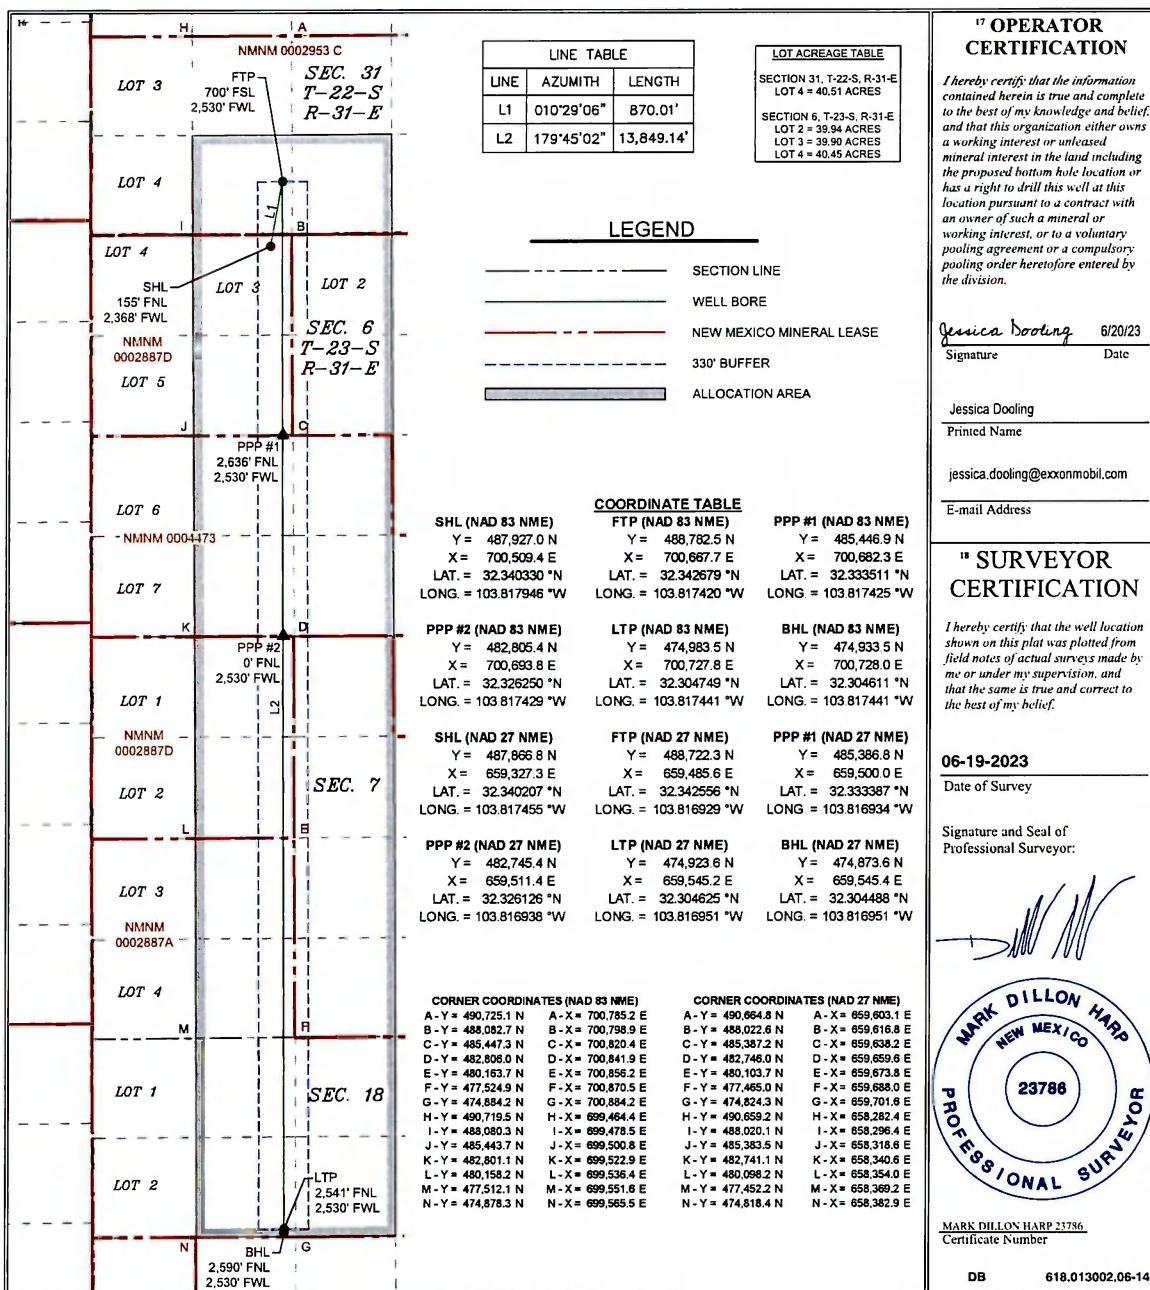 16
H
A
NMNM 0002953 C
LOT 3
FTP
700' FSL
2,530' FWL
SEC. 31
T-22-S
R-31-E
LOT 4
L1
I
B
LOT 4
SHL
155' FNL
2,368' FWL
LOT 3
LOT 2
NMNM
0002887D
SEC. 6
T-23-S
R-31-E
LOT 5
J
C
PPP #1
2,636' FNL
2,530' FWL
LOT 6
NMNM 0004473
LOT 7
K
D
PPP #2
0' FNL
2,530' FWL
LOT 1
L2
NMNM
0002887D
LOT 2
SEC. 7
L
E
LOT 3
NMNM
0002887A
LOT 4
M
F
LOT 1
SEC. 18
LOT 2
LTP
2,541' FNL
2,530' FWL
N
G
BHL
2,590' FNL
2,530' FWL
LINE TABLE
LINE AZUMITH LENGTH
L1 010°29'06" 870.01'
L2 179°45'02" 13,849.14'
LOT ACREAGE TABLE
SECTION 31, T-22-S, R-31-E
LOT 4 = 40.51 ACRES
SECTION 6, T-23-S, R-31-E
LOT 2 = 39.94 ACRES
LOT 3 = 39.90 ACRES
LOT 4 = 40.45 ACRES
LEGEND
SECTION LINE
WELL BORE
NEW MEXICO MINERAL LEASE
330' BUFFER
ALLOCATION AREA
COORDINATE TABLE
SHL (NAD 83 NME) FTP (NAD 83 NME) PPP #1 (NAD 83 NME)
Y = 487,927.0 N Y = 488,782.5 N Y = 485,446.9 N
X = 700,509.4 E X = 700,667.7 E X = 700,682.3 E
LAT. = 32.340330 °N LAT. = 32.342679 °N LAT. = 32.333511 °N
LONG. = 103.817946 °W LONG. = 103.817420 °W LONG. = 103.817425 °W
PPP #2 (NAD 83 NME) LTP (NAD 83 NME) BHL (NAD 83 NME)
Y = 482,805.4 N Y = 474,983.5 N Y = 474,933.5 N
X = 700,693.8 E X = 700,727.8 E X = 700,728.0 E
LAT. = 32.326250 °N LAT. = 32.304749 °N LAT. = 32.304611 °N
LONG. = 103.817429 °W LONG. = 103.817441 °W LONG. = 103.817441 °W
SHL (NAD 27 NME) FTP (NAD 27 NME) PPP #1 (NAD 27 NME)
Y = 487,866.8 N Y = 488,722.3 N Y = 485,386.8 N
X = 659,327.3 E X = 659,485.6 E X = 659,500.0 E
LAT. = 32.340207 °N LAT. = 32.342556 °N LAT. = 32.333387 °N
LONG. = 103.817455 °W LONG. = 103.816929 °W LONG. = 103.816934 °W
PPP #2 (NAD 27 NME) LTP (NAD 27 NME) BHL (NAD 27 NME)
Y = 482,745.4 N Y = 474,923.6 N Y = 474,873.6 N
X = 659,511.4 E X = 659,545.2 E X = 659,545.4 E
LAT. = 32.326126 °N LAT. = 32.304625 °N LAT. = 32.304488 °N
LONG. = 103.816938 °W LONG. = 103.816951 °W LONG. = 103.816951 °W
CORNER COORDINATES (NAD 83 NME) CORNER COORDINATES (NAD 27 NME)
A - Y = 490,725.1 N A - X = 700,785.2 E A - Y = 490,664.8 N A - X = 659,603.1 E
B - Y = 488,082.7 N B - X = 700,798.9 E B - Y = 488,022.6 N B - X = 659,616.8 E
C - Y = 485,447.3 N C - X = 700,820.4 E C - Y = 485,387.2 N C - X = 659,638.2 E
D - Y = 482,806.0 N D - X = 700,841.9 E D - Y = 482,746.0 N D - X = 659,659.6 E
E - Y = 480,163.7 N E - X = 700,856.2 E E - Y = 480,103.7 N E - X = 659,673.8 E
F - Y = 477,524.9 N F - X = 700,870.5 E F - Y = 477,465.0 N F - X = 659,688.0 E
G - Y = 474,884.2 N G - X = 700,884.2 E G - Y = 474,824.3 N G - X = 659,701.6 E
H - Y = 490,719.5 N H - X = 699,464.4 E H - Y = 490,659.2 N H - X = 658,282.4 E
I - Y = 488,080.3 N I - X = 699,478.5 E I - Y = 488,020.1 N I - X = 658,296.4 E
J - Y = 485,443.7 N J - X = 699,500.8 E J - Y = 485,383.5 N J - X = 658,318.6 E
K - Y = 482,801.1 N K - X = 699,522.9 E K - Y = 482,741.1 N K - X = 658,340.6 E
L - Y = 480,158.2 N L - X = 699,536.4 E L - Y = 480,098.2 N L - X = 658,354.0 E
M - Y = 477,512.1 N M - X = 699,551.6 E M - Y = 477,452.2 N M - X = 658,369.2 E
N - Y = 474,878.3 N N - X = 699,565.5 E N - Y = 474,818.4 N N - X = 658,382.9 E
17 OPERATOR
CERTIFICATION
I hereby certify that the information
contained herein is true and complete
to the best of my knowledge and belief,
and that this organization either owns
a working interest or unleased
mineral interest in the land including
the proposed bottom hole location or
has a right to drill this well at this
location pursuant to a contract with
an owner of such a mineral or
working interest, or to a voluntary
pooling agreement or a compulsory
pooling order heretofore entered by
the division.
Jessica Dooling 6/20/23
Signature Date
Jessica Dooling
Printed Name
jessica.dooling@exxonmobil.com
E-mail Address
18 SURVEYOR
CERTIFICATION
I hereby certify that the well location
shown on this plat was plotted from
field notes of actual surveys made by
me or under my supervision, and
that the same is true and correct to
the best of my belief.
06-19-2023
Date of Survey
Signature and Seal of
Professional Surveyor:
MARK DILLON HARP
NEW MEXICO
23786
PROFESSIONAL SURVEYOR
MARK DILLON HARP 23786
Certificate Number
DB 618.013002.06-14